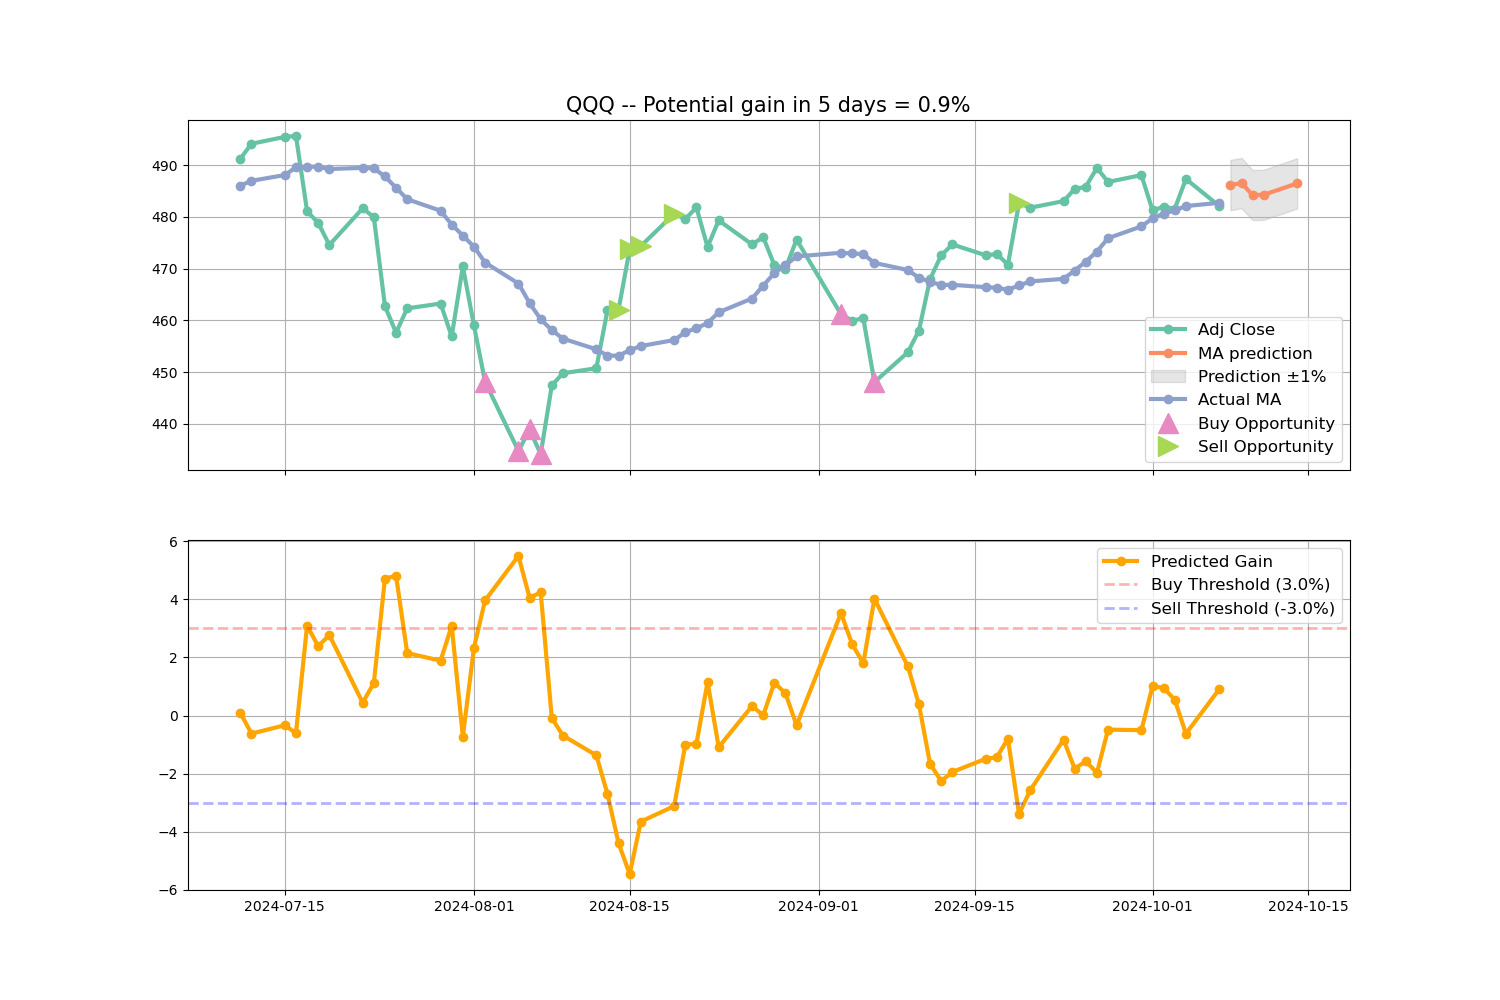 QQQ -- Potential gain in 5 days = 0.9%
490
480
470
460
450
440
Adj Close
MA prediction
Prediction ±1%
Actual MA
Buy Opportunity
Sell Opportunity
6
4
2
0
−2
−4
−6
Predicted Gain
Buy Threshold (3.0%)
Sell Threshold (-3.0%)
2024-07-15
2024-08-01
2024-08-15
2024-09-01
2024-09-15
2024-10-01
2024-10-15